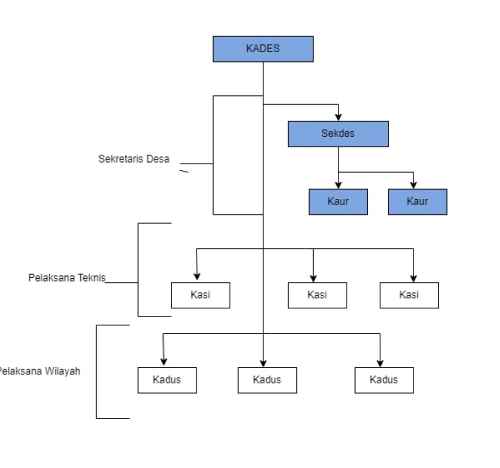 KADES
Sekdes
Sekretaris Desa
Kaur
Kaur
Pelaksana Teknis
Kasi
Kasi
Kasi
Pelaksana Wilayah
Kadus
Kadus
Kadus